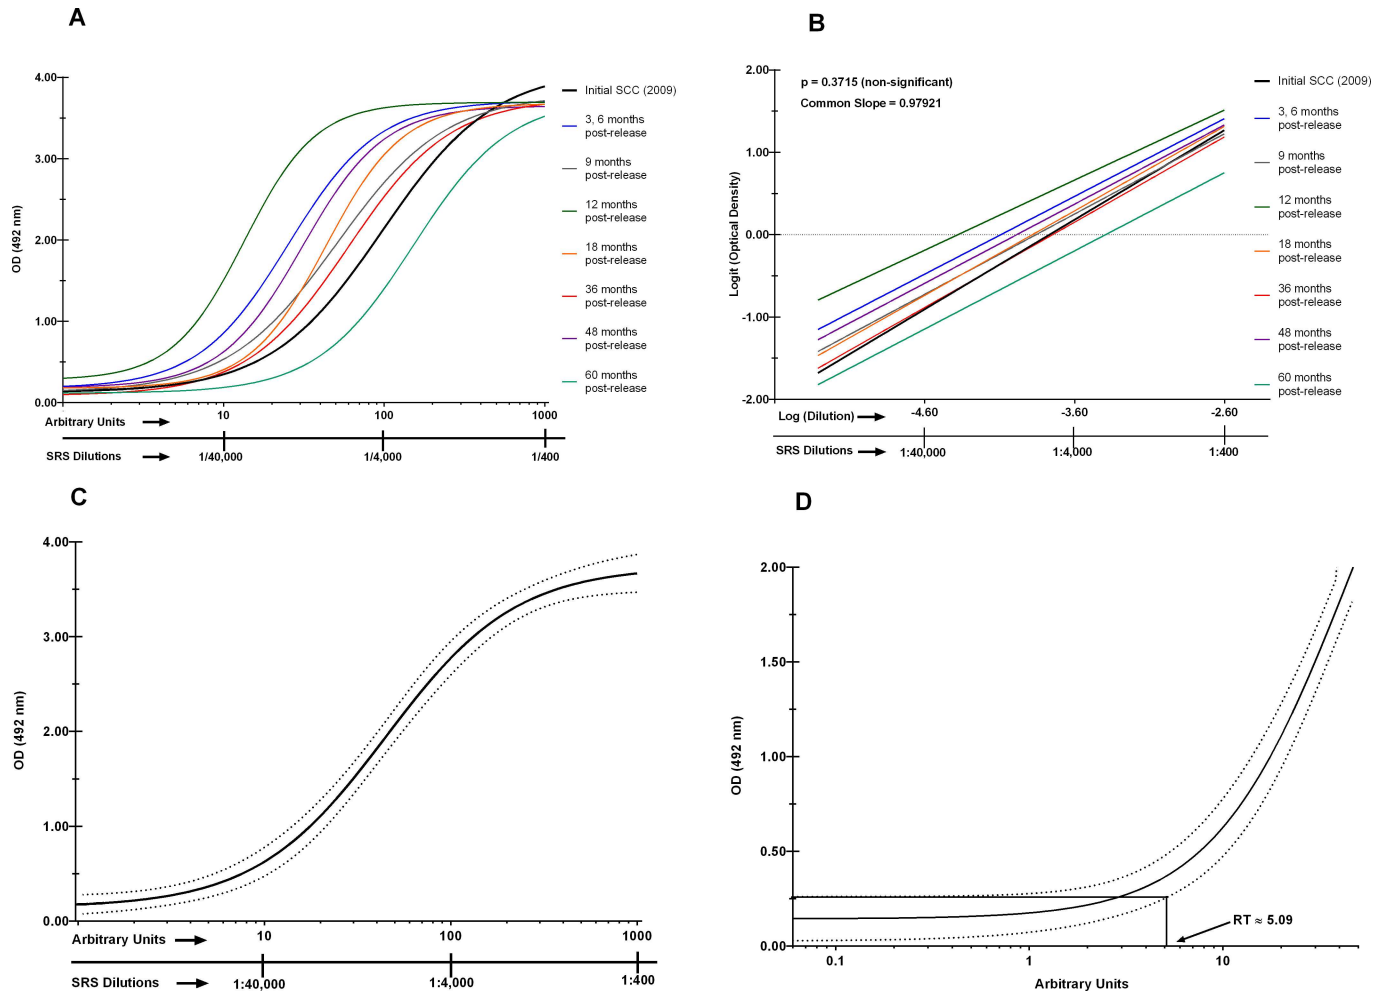 A
4.00
3.00
2.00
1.00
0.00
OD (492 nm)
10
100
1000
Arbitrary Units
SRS Dilutions
1/40,000
1/4,000
1/400
Initial SCC (2009)
3, 6 months
post-release
9 months
post-release
12 months
post-release
18 months
post-release
36 months
post-release
48 months
post-release
60 months
post-release
B
2.00
1.00
0.00
-1.00
-2.00
Logit (Optical Density)
p = 0.3715 (non-significant)
Common Slope = 0.97921
Log (Dilution)
-4.60
-3.60
-2.60
SRS Dilutions
1:40,000
1:4,000
1:400
Initial SCC (2009)
3, 6 months
post-release
9 months
post-release
12 months
post-release
18 months
post-release
36 months
post-release
48 months
post-release
60 months
post-release
C
4.00
3.00
2.00
1.00
0.00
OD (492 nm)
10
100
1000
Arbitrary Units
SRS Dilutions
1:40,000
1:4,000
1:400
D
2.00
1.50
1.00
0.50
0.00
OD (492 nm)
RT ≈ 5.09
0.1
1
10
Arbitrary Units